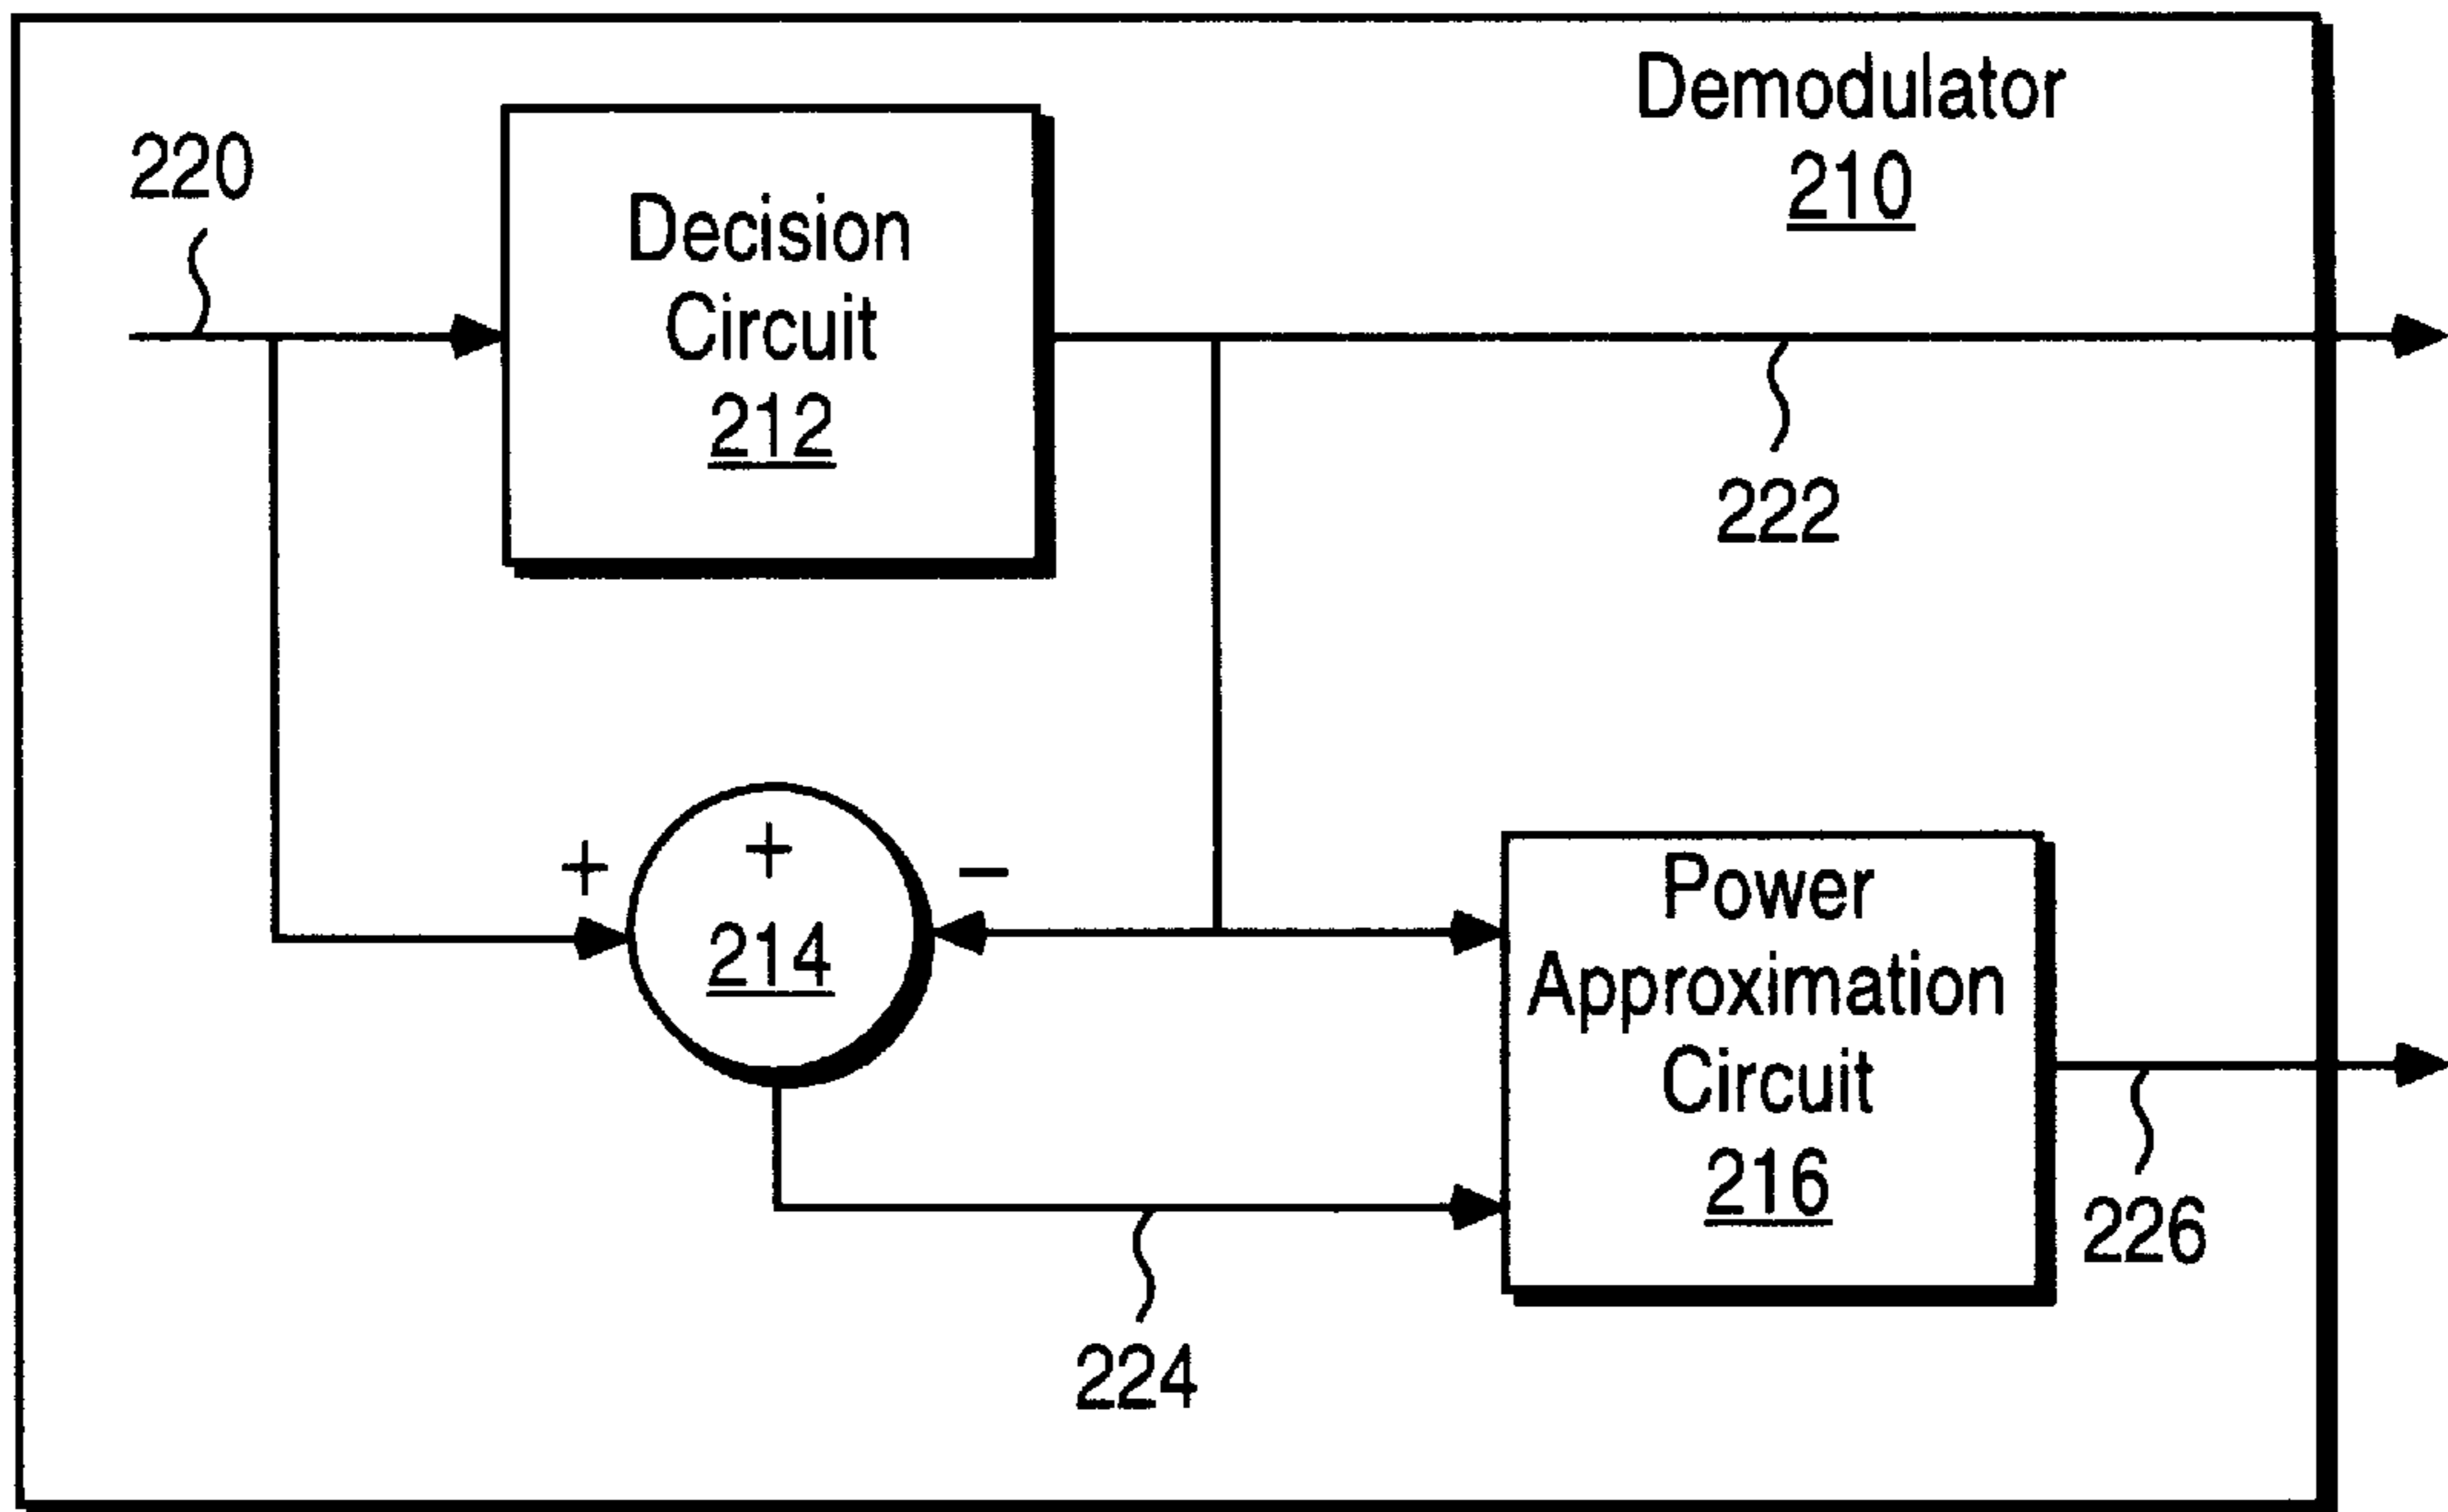 Demodulator
210
220
Decision
Circuit
212
222
+
+
−
214
Power
Approximation
Circuit
216
226
224